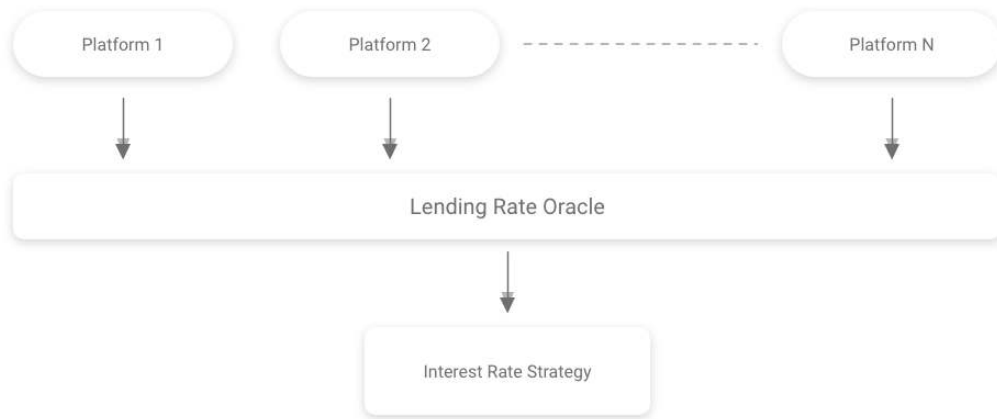 Platform 1
Platform 2
Platform N
Lending Rate Oracle
Interest Rate Strategy